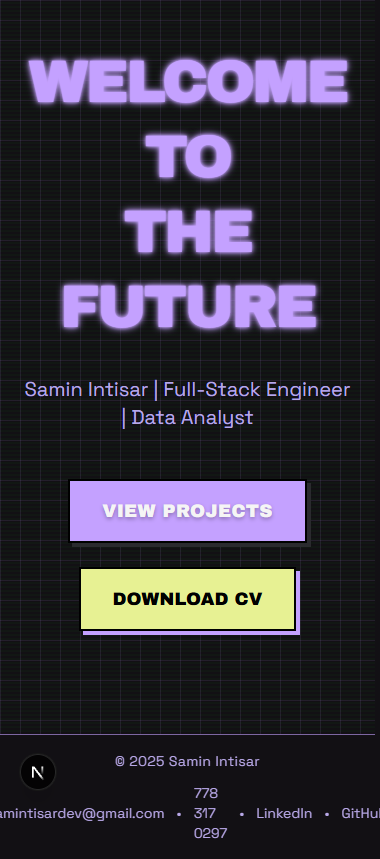 WELCOME
TO
THE
FUTURE
Samin Intisar | Full-Stack Engineer
| Data Analyst
VIEW PROJECTS
DOWNLOAD CV
© 2025 Samin Intisar
N
778
amintisardev@gmail.com • 317 • LinkedIn • GitHu
0297